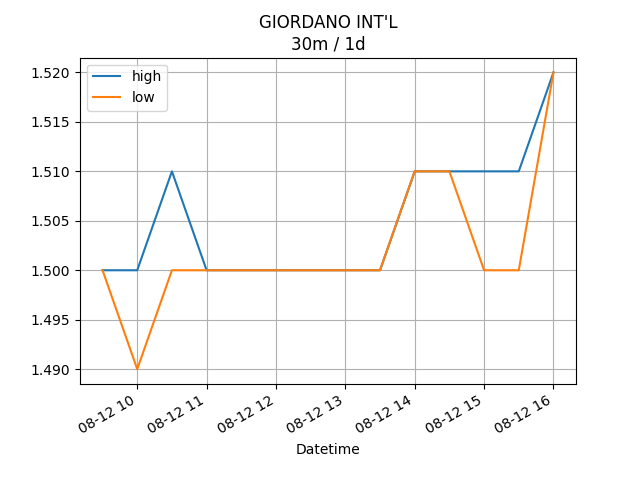 GIORDANO INT'L
30m / 1d
high
low
1.520
1.515
1.510
1.505
1.500
1.495
1.490
08-12 10
08-12 11
08-12 12
08-12 13
08-12 14
08-12 15
08-12 16
Datetime